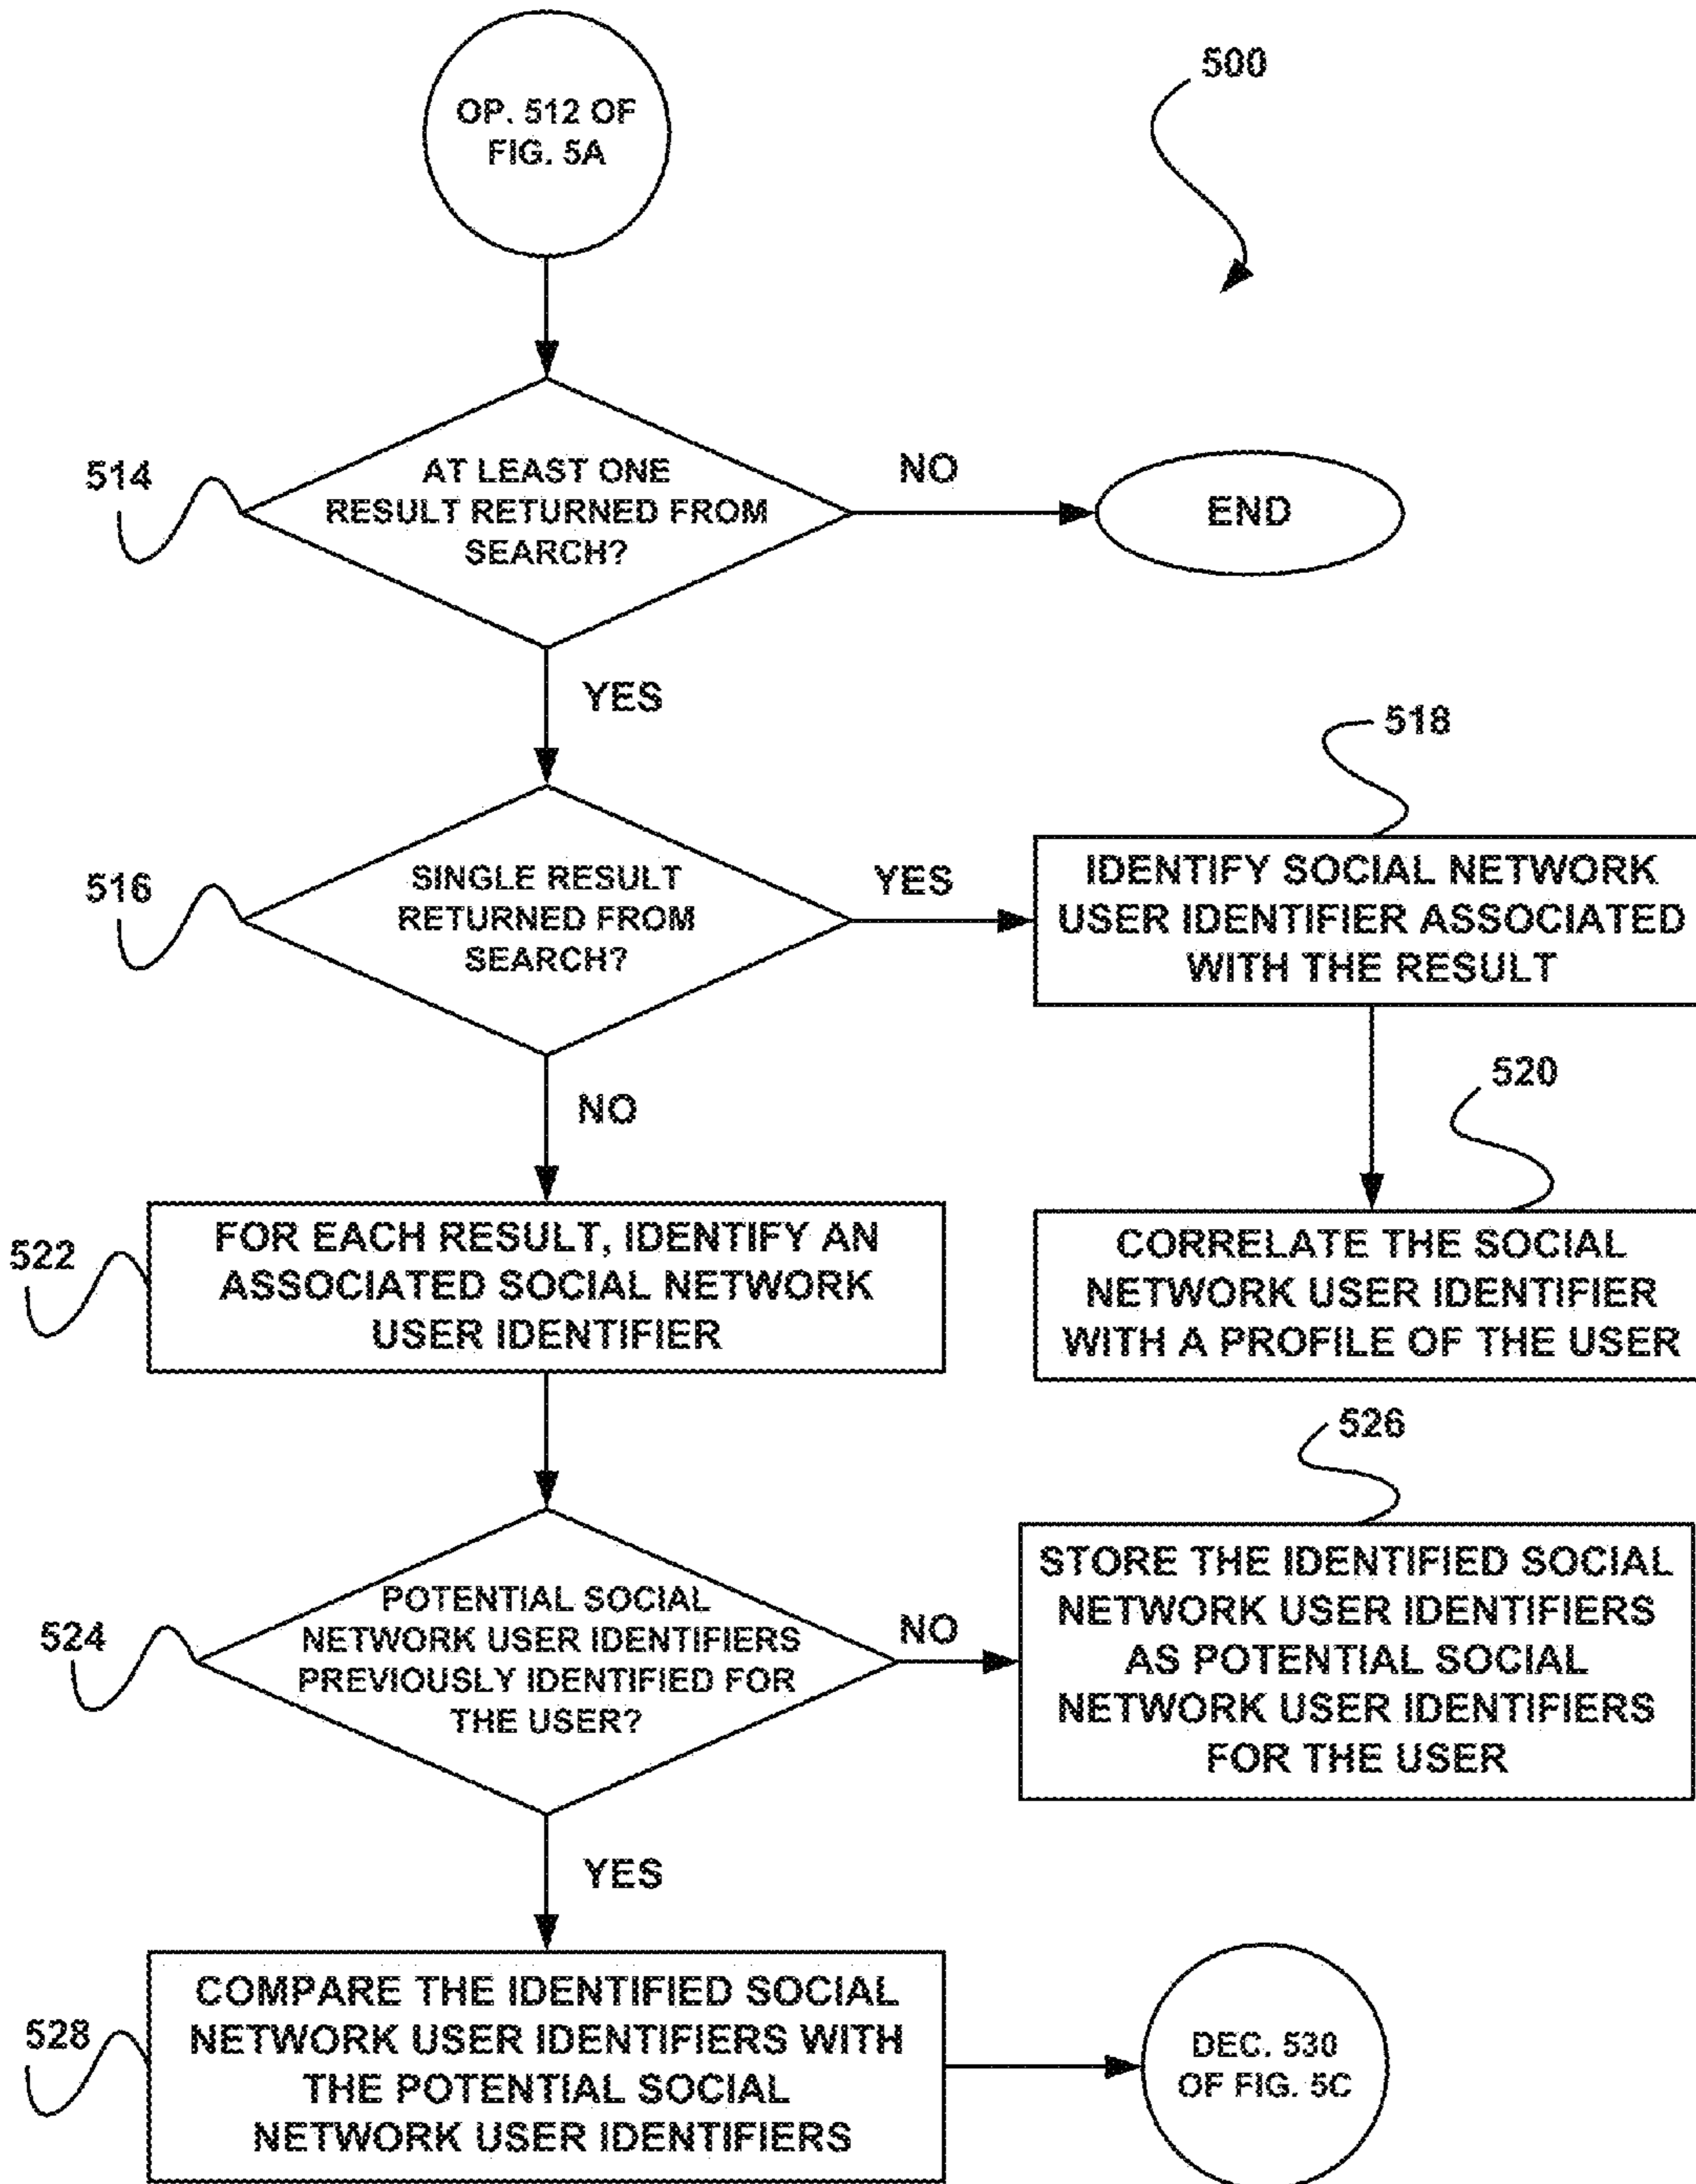 500
OP. 512 OF
FIG. 5A
514
AT LEAST ONE
RESULT RETURNED FROM
SEARCH?
NO
END
YES
516
SINGLE RESULT
RETURNED FROM
SEARCH?
YES
518
IDENTIFY SOCIAL NETWORK
USER IDENTIFIER ASSOCIATED
WITH THE RESULT
NO
520
CORRELATE THE SOCIAL
NETWORK USER IDENTIFIER
WITH A PROFILE OF THE USER
522
FOR EACH RESULT, IDENTIFY AN
ASSOCIATED SOCIAL NETWORK
USER IDENTIFIER
524
POTENTIAL SOCIAL
NETWORK USER IDENTIFIERS
PREVIOUSLY IDENTIFIED FOR
THE USER?
NO
526
STORE THE IDENTIFIED SOCIAL
NETWORK USER IDENTIFIERS
AS POTENTIAL SOCIAL
NETWORK USER IDENTIFIERS
FOR THE USER
YES
528
COMPARE THE IDENTIFIED SOCIAL
NETWORK USER IDENTIFIERS WITH
THE POTENTIAL SOCIAL
NETWORK USER IDENTIFIERS
DEC. 530
OF FIG. 5C